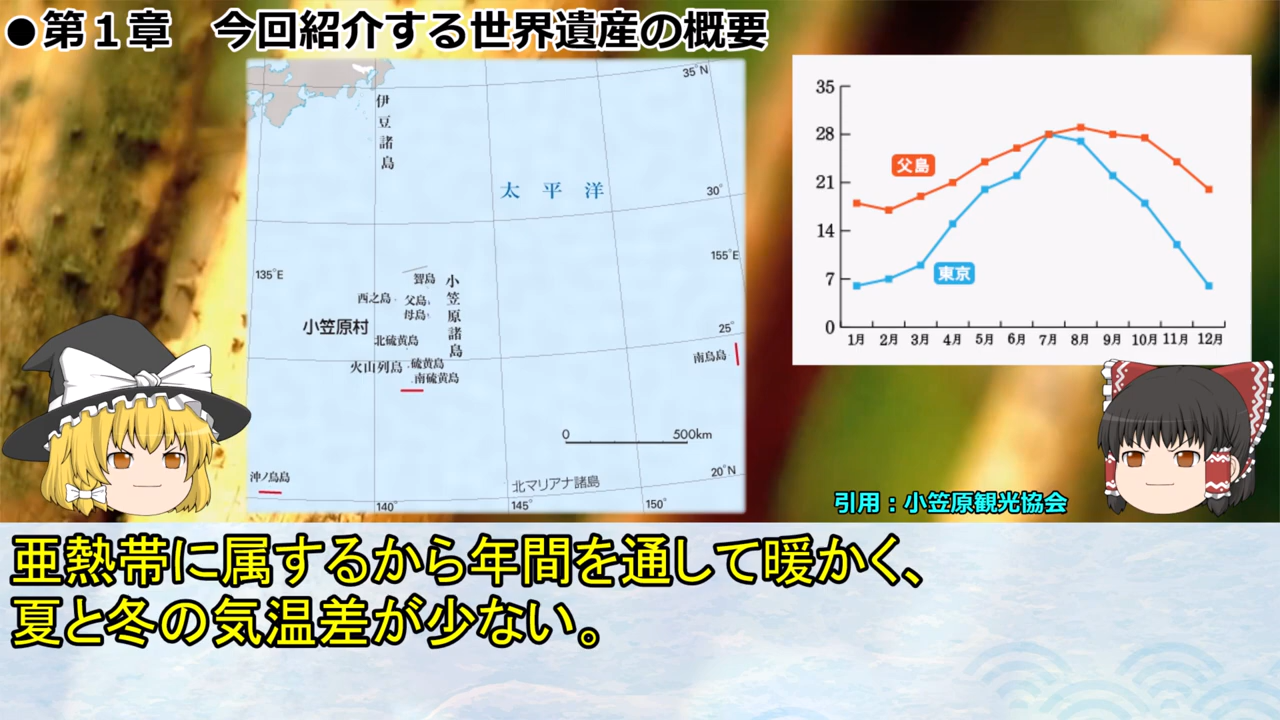 ●第１章　今回紹介する世界遺産の概要
35°N
伊豆諸島
太平洋
30°
155°E
135°E
聟島
小笠原諸島
西之島
父島
母島
小笠原村
北硫黄島
25°
火山列島
硫黄島
南硫黄島
南鳥島
0 500km
沖ノ鳥島
北マリアナ諸島
20°N
140°
145°
150°
35
28
21
14
7
0
父島
東京
1月 2月 3月 4月 5月 6月 7月 8月 9月 10月 11月 12月
引用：小笠原観光協会
亜熱帯に属するから年間を通して暖かく、
夏と冬の気温差が少ない。